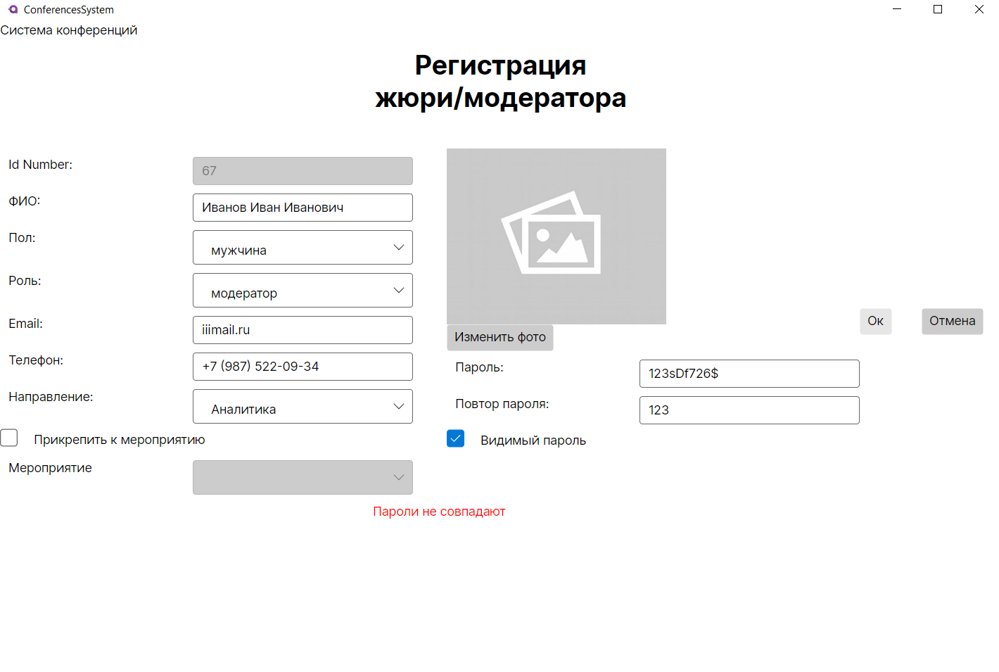 ConferencesSystem
Система конференций
Регистрация
жюри/модератора
Id Number:
67
ФИО:
Иванов Иван Иванович
Пол:
мужчина
Роль:
модератор
Email:
iiimail.ru
Телефон:
+7 (987) 522-09-34
Направление:
Аналитика
Прикрепить к мероприятию
Мероприятие
Изменить фото
Пароль:
123sDf726$
Повтор пароля:
123
Видимый пароль
Ок
Отмена
Пароли не совпадают